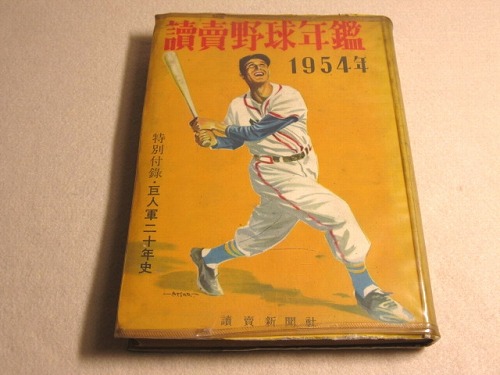 讀賣野球年鑑
1954年
特別付録・巨人軍二十年史
讀賣新聞社